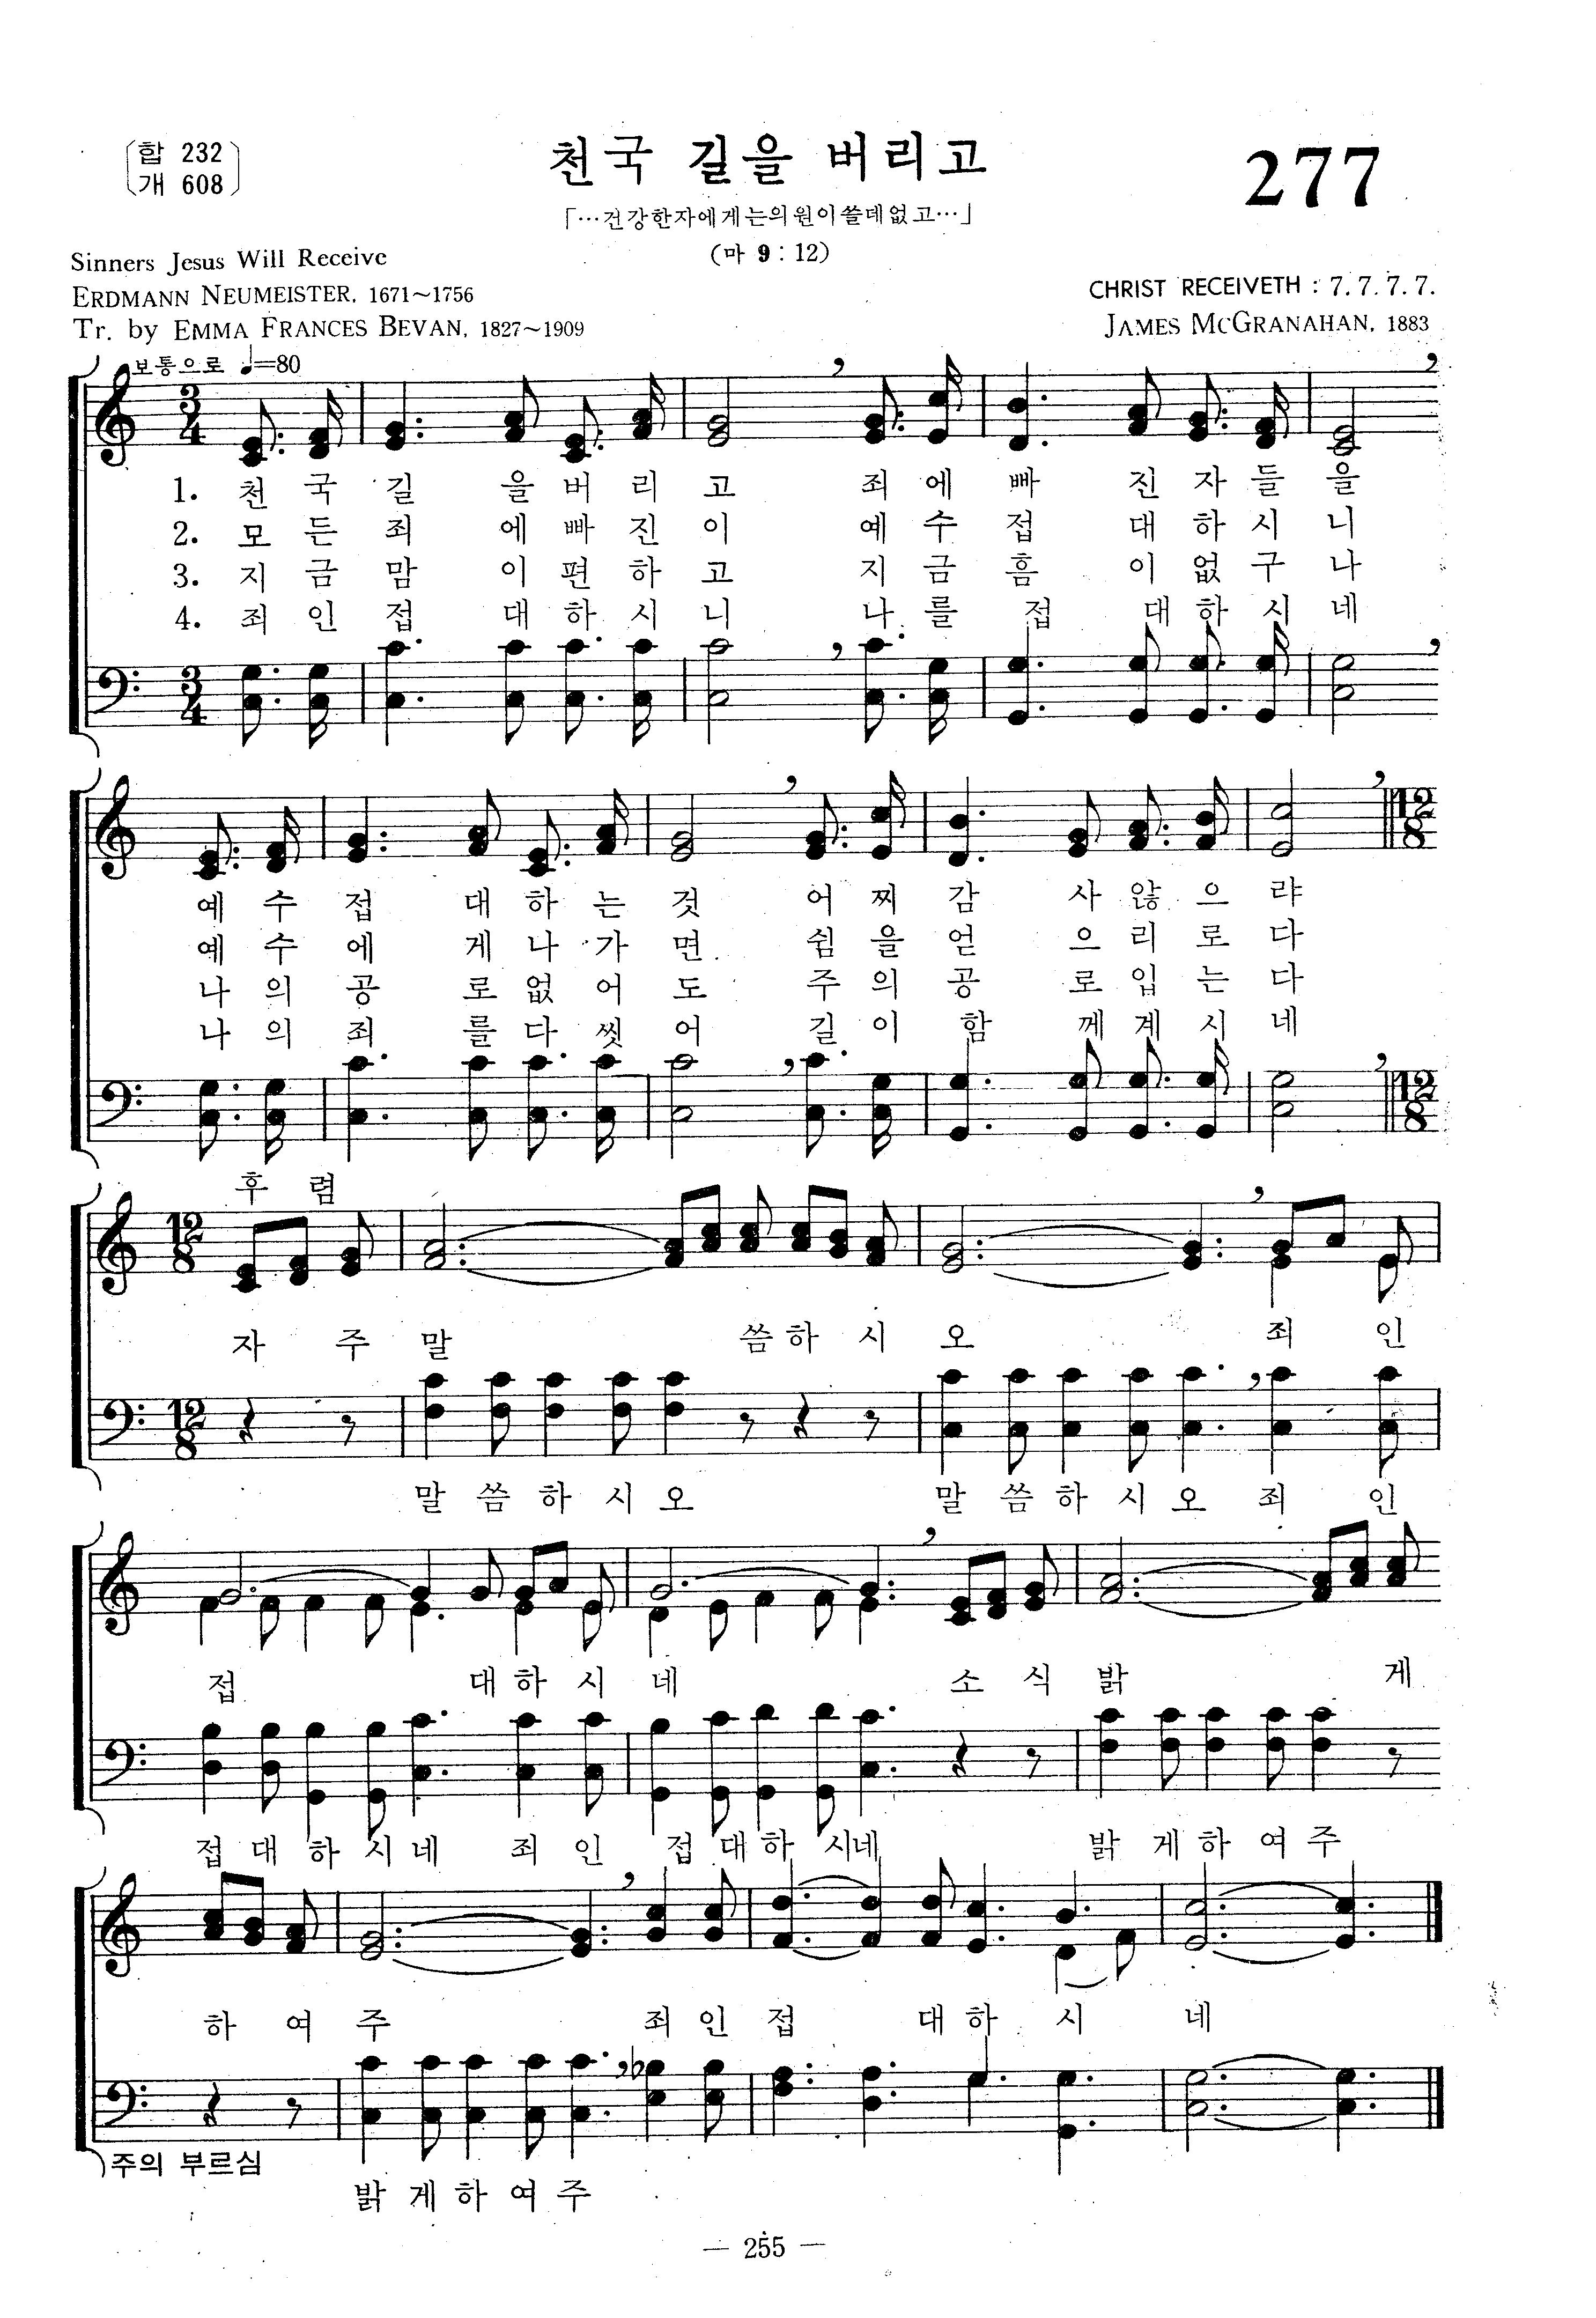 합 232
개 608
천국 길을 버리고
277
「…건강한자에게는의원이쓸데없고…」
(마 9 : 12)
Sinners Jesus Will Receive
ERDMANN NEUMEISTER, 1671~1756
Tr. by EMMA FRANCES BEVAN, 1827~1909
CHRIST RECEIVETH : 7. 7. 7. 7.
JAMES MCGRANAHAN, 1883
보통으로 ♩=80
3/4
1. 천 국 길 을 버 리 고 죄 에 빠 진 자 들 을
2. 모 든 죄 에 빠 진 이 예 수 접 대 하 시 니
3. 지 금 맘 이 편 하 고 지 금 흠 이 없 구 나
4. 죄 인 접 대 하 시 니 나 를 접 대 하 시 네
3/4
12/8
예 수 접 대 하 는 것 어 찌 감 사 않 으 랴
예 수 에 게 나 가 면 쉼 을 얻 으 리 로 다
나 의 공 로 없 어 도 주 의 공 로 입 는 다
나 의 죄 를 다 씻 어 길 이 함 께 계 시 네
12/8
후 렴
12/8
자 주 말 씀 하 시 오 죄 인
12/8
말 씀 하 시 오 말 씀 하 시 오 죄 인
접 대 하 시 네 소 식 밝 게
접 대 하 시 네 죄 인 접 대 하 시 네 밝 게 하 여 주
하 여 주 죄 인 접 대 하 시 네
주의 부르심
밝 게 하 여 주
— 255 —